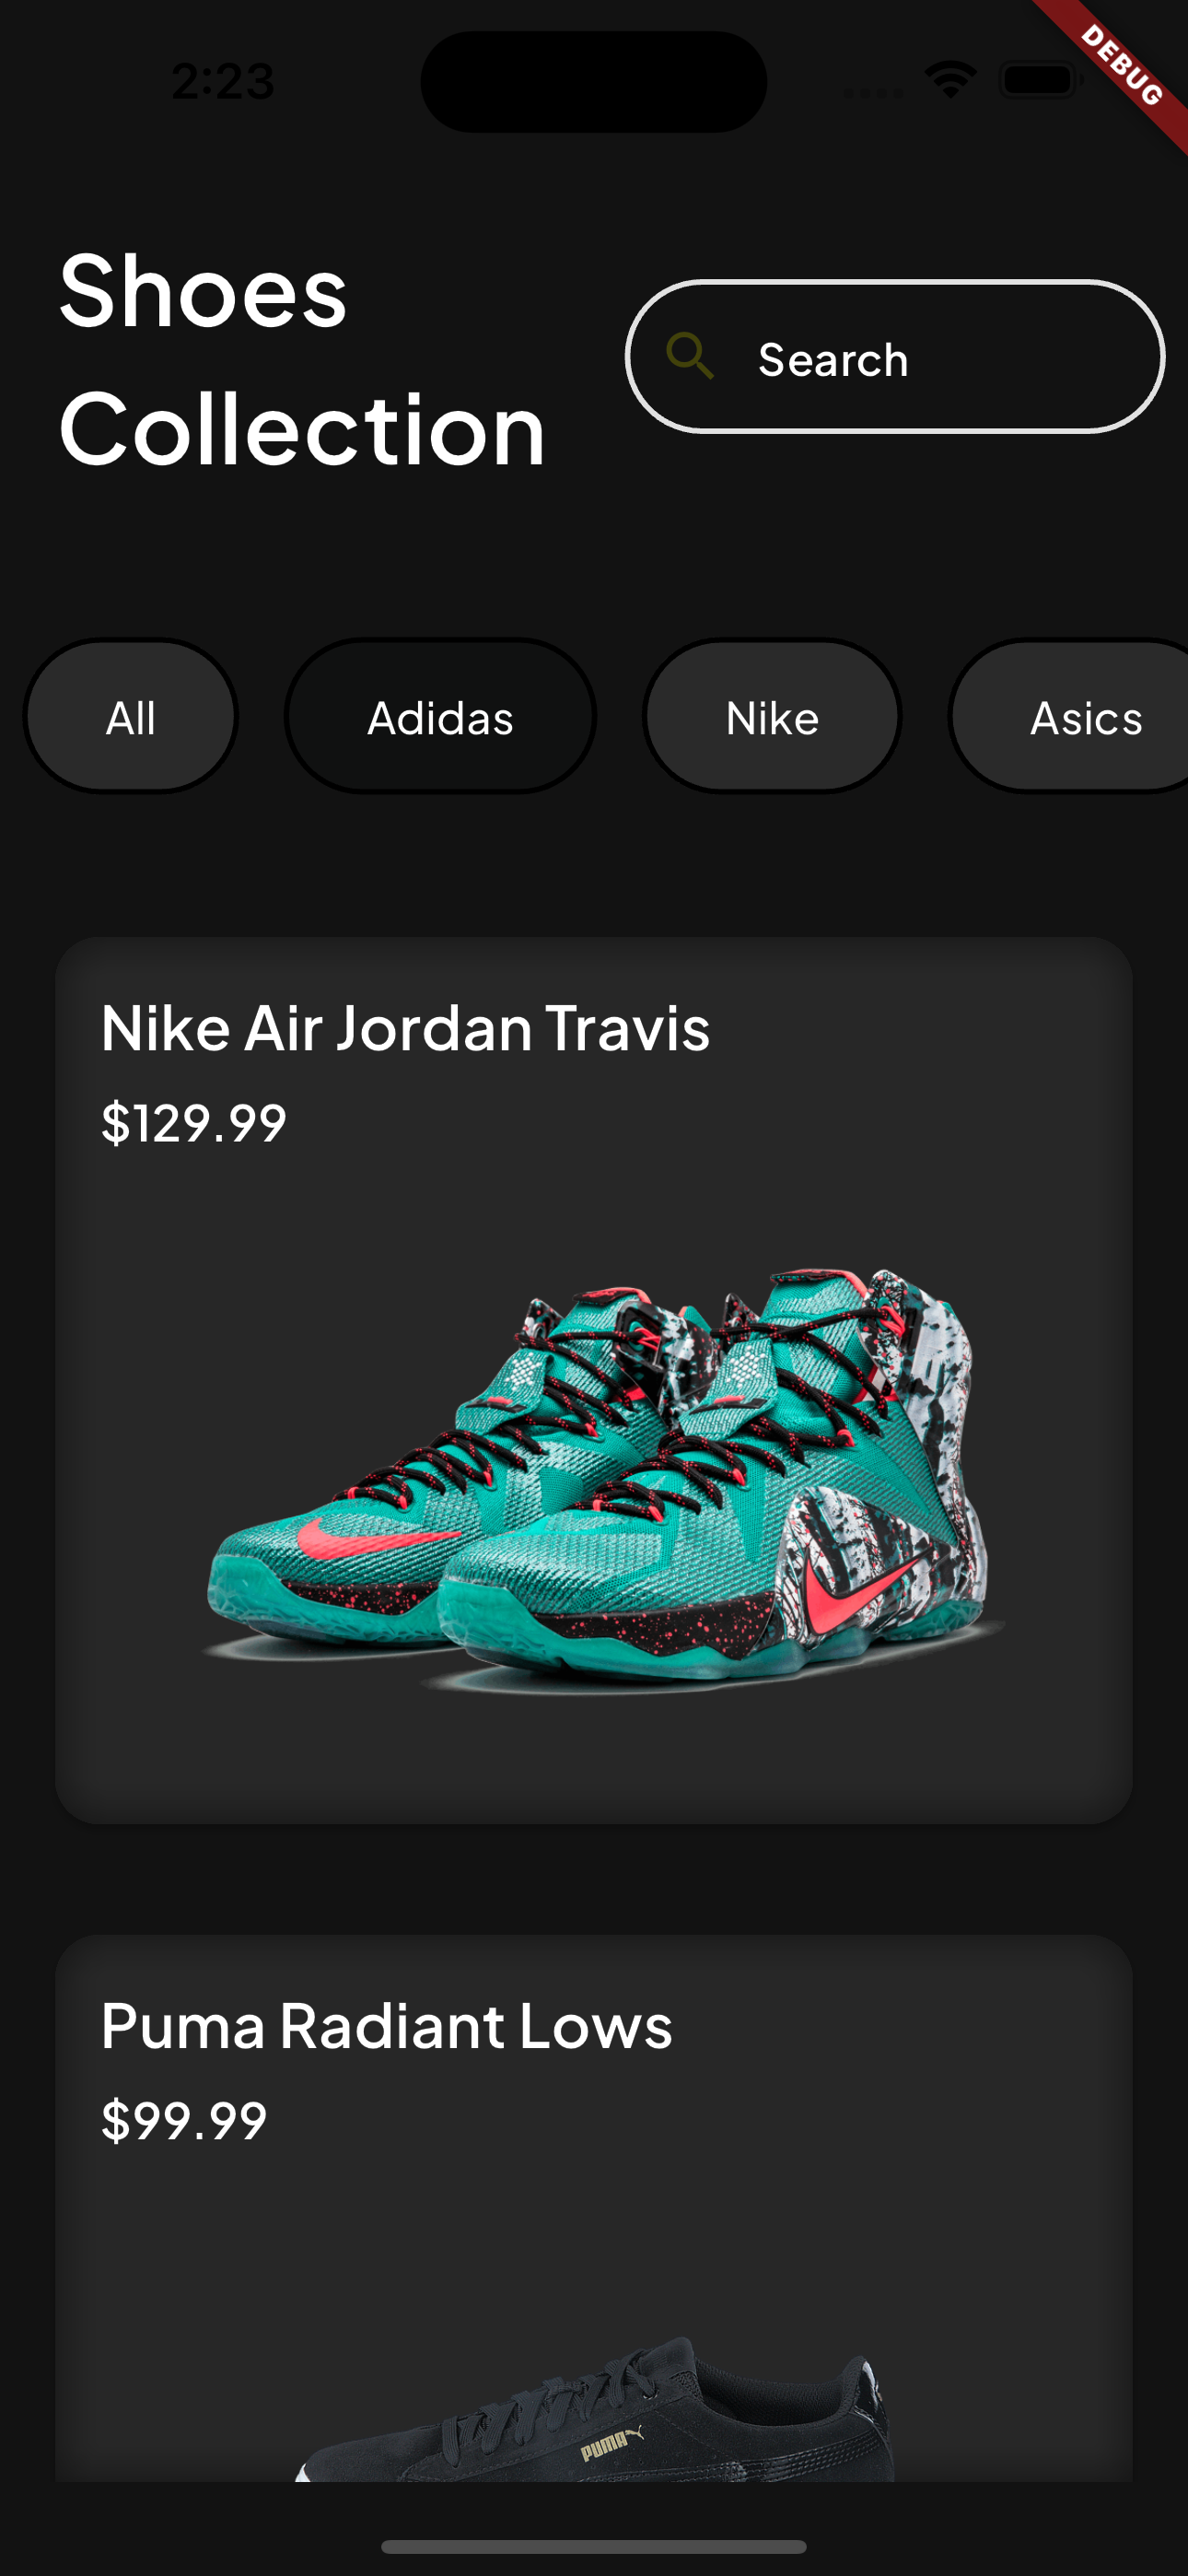 2:23
DEBUG
Shoes
Collection
Search
All
Adidas
Nike
Asics
Nike Air Jordan Travis
$129.99
Puma Radiant Lows
$99.99
PUMA